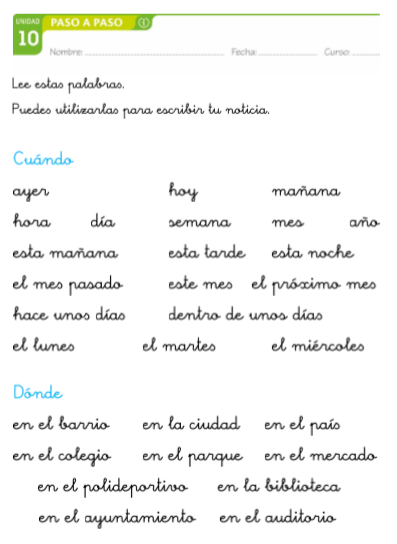 UNIDAD PASO A PASO 1
10
Nombre: Fecha: Curso:
Lee estas palabras.
Puedes utilizarlas para escribir tu noticia.
Cuándo
ayer hoy mañana
hora día semana mes año
esta mañana esta tarde esta noche
el mes pasado este mes el próximo mes
hace unos días dentro de unos días
el lunes el martes el miércoles
Dónde
en el barrio en la ciudad en el país
en el colegio en el parque en el mercado
en el polideportivo en la biblioteca
en el ayuntamiento en el auditorio